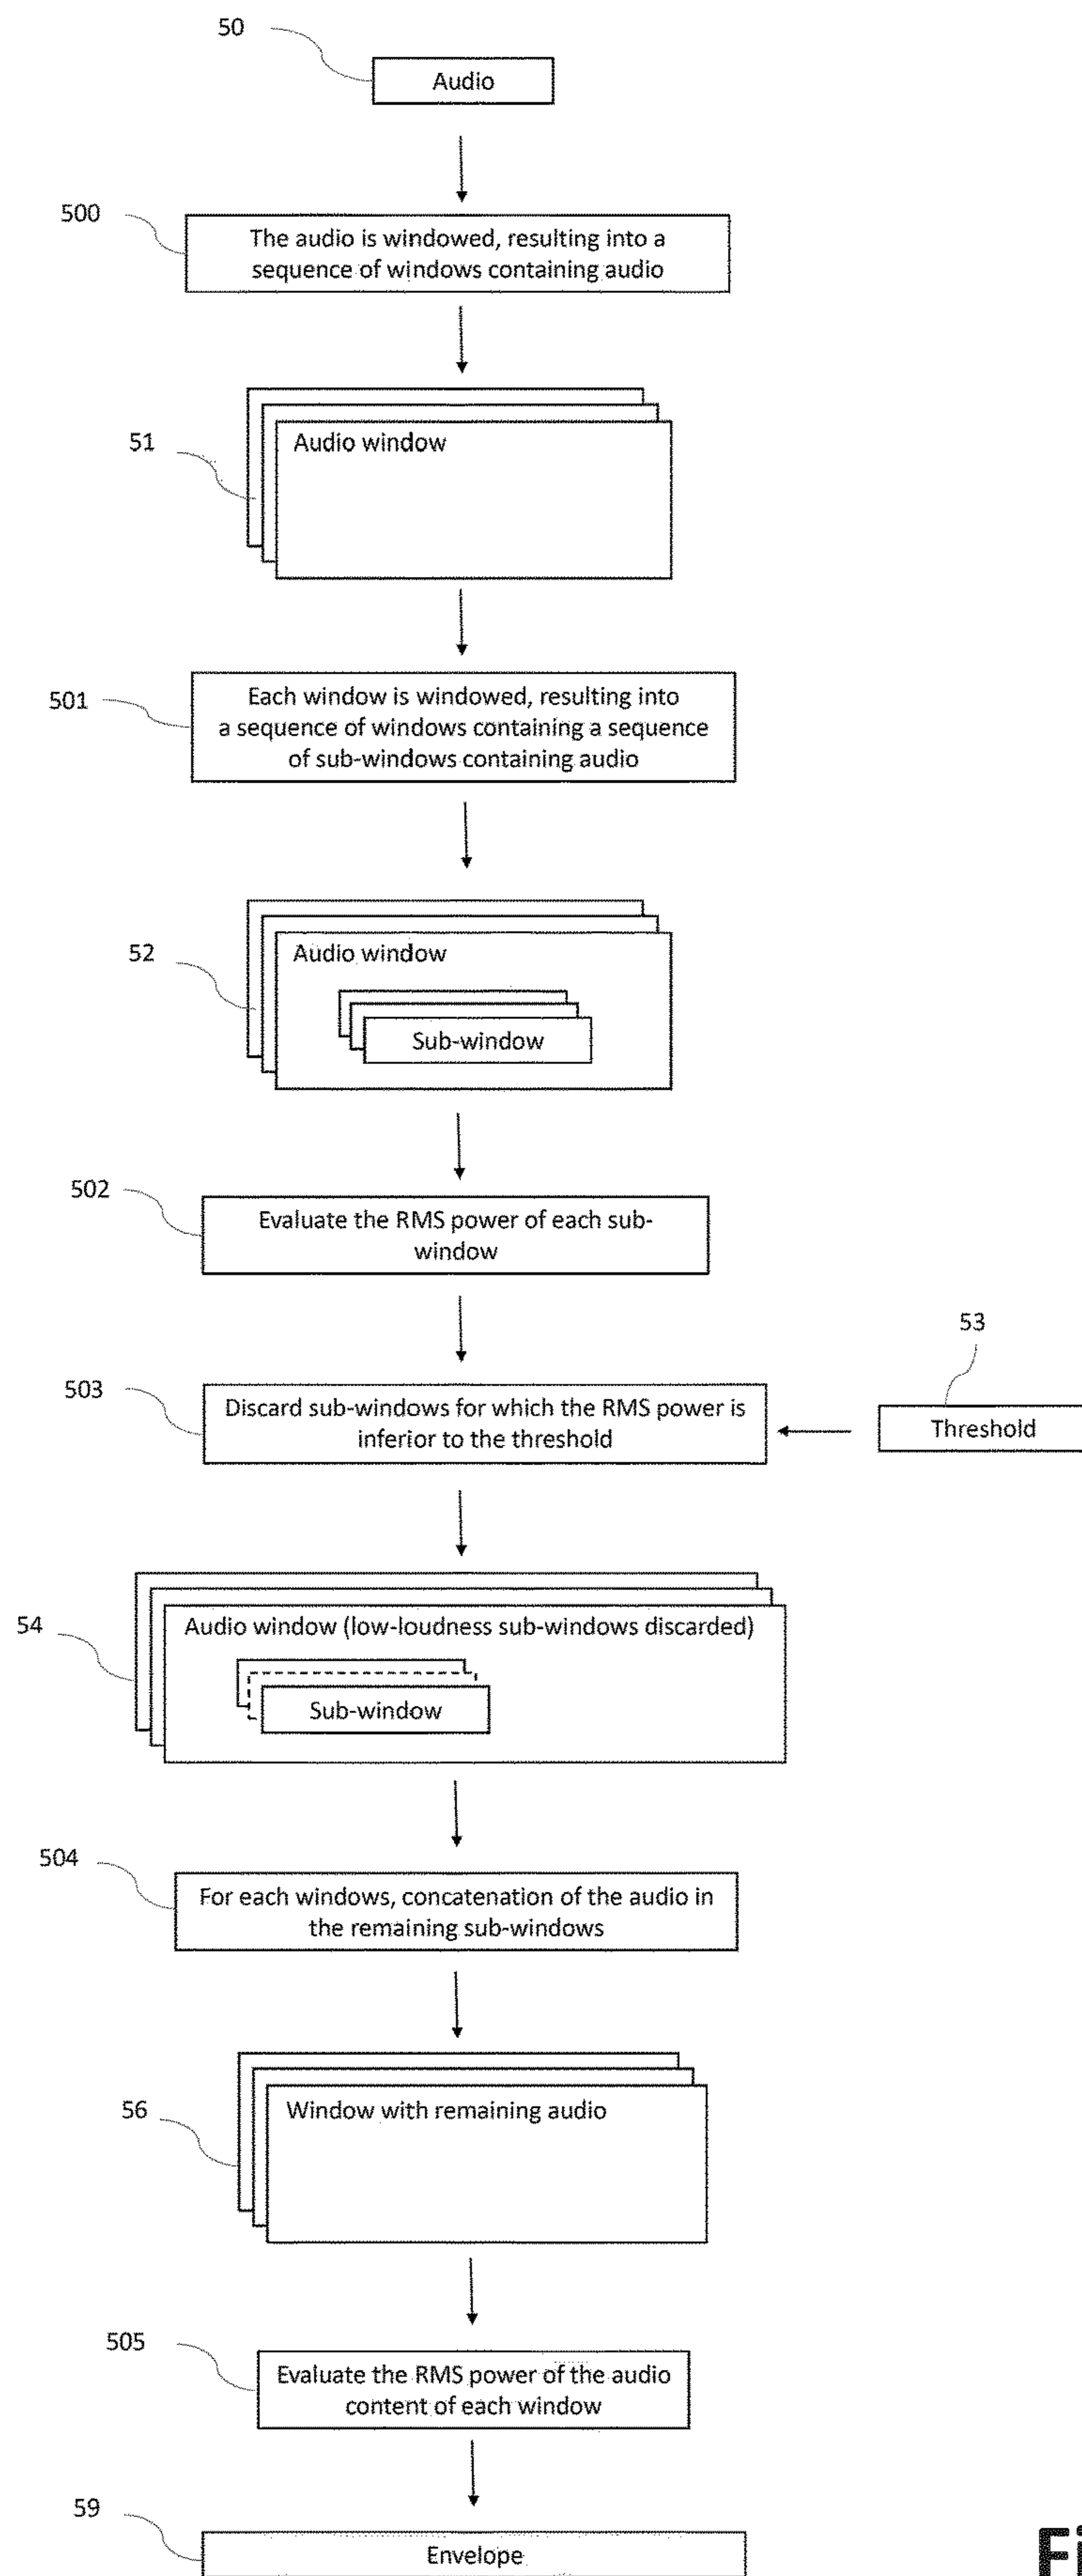 50
Audio
500
The audio is windowed, resulting into a
sequence of windows containing audio
51
Audio window
501
Each window is windowed, resulting into
a sequence of windows containing a sequence
of sub-windows containing audio
52
Audio window
Sub-window
502
Evaluate the RMS power of each sub-
window
53
503
Discard sub-windows for which the RMS power is
inferior to the threshold
Threshold
54
Audio window (low-loudness sub-windows discarded)
Sub-window
504
For each windows, concatenation of the audio in
the remaining sub-windows
56
Window with remaining audio
505
Evaluate the RMS power of the audio
content of each window
59
Envelope